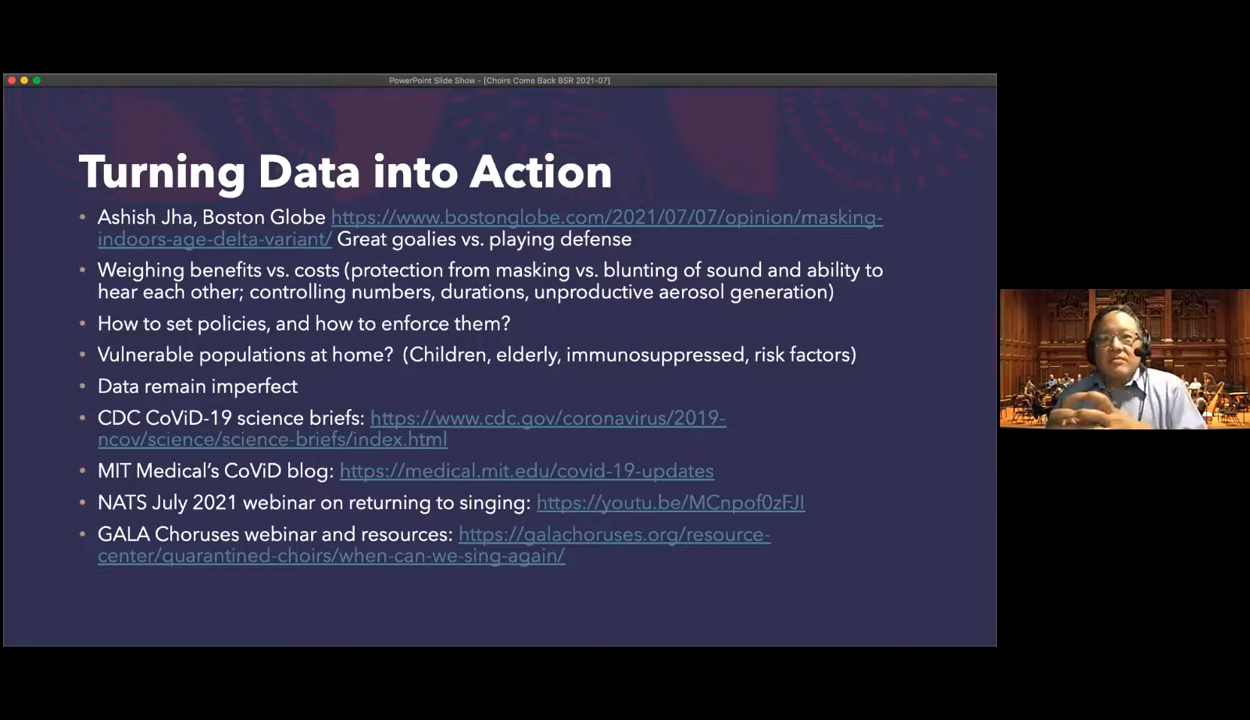 PowerPoint Slide Show - [Choirs Come Back BSR 2021-07]
Turning Data into Action
• Ashish Jha, Boston Globe https://www.bostonglobe.com/2021/07/07/opinion/masking-
indoors-age-delta-variant/ Great goalies vs. playing defense
• Weighing benefits vs. costs (protection from masking vs. blunting of sound and ability to
hear each other; controlling numbers, durations, unproductive aerosol generation)
• How to set policies, and how to enforce them?
• Vulnerable populations at home? (Children, elderly, immunosuppressed, risk factors)
• Data remain imperfect
• CDC CoViD-19 science briefs: https://www.cdc.gov/coronavirus/2019-
ncov/science/science-briefs/index.html
• MIT Medical's CoViD blog: https://medical.mit.edu/covid-19-updates
• NATS July 2021 webinar on returning to singing: https://youtu.be/MCnpof0zFJI
• GALA Choruses webinar and resources: https://galachoruses.org/resource-
center/quarantined-choirs/when-can-we-sing-again/